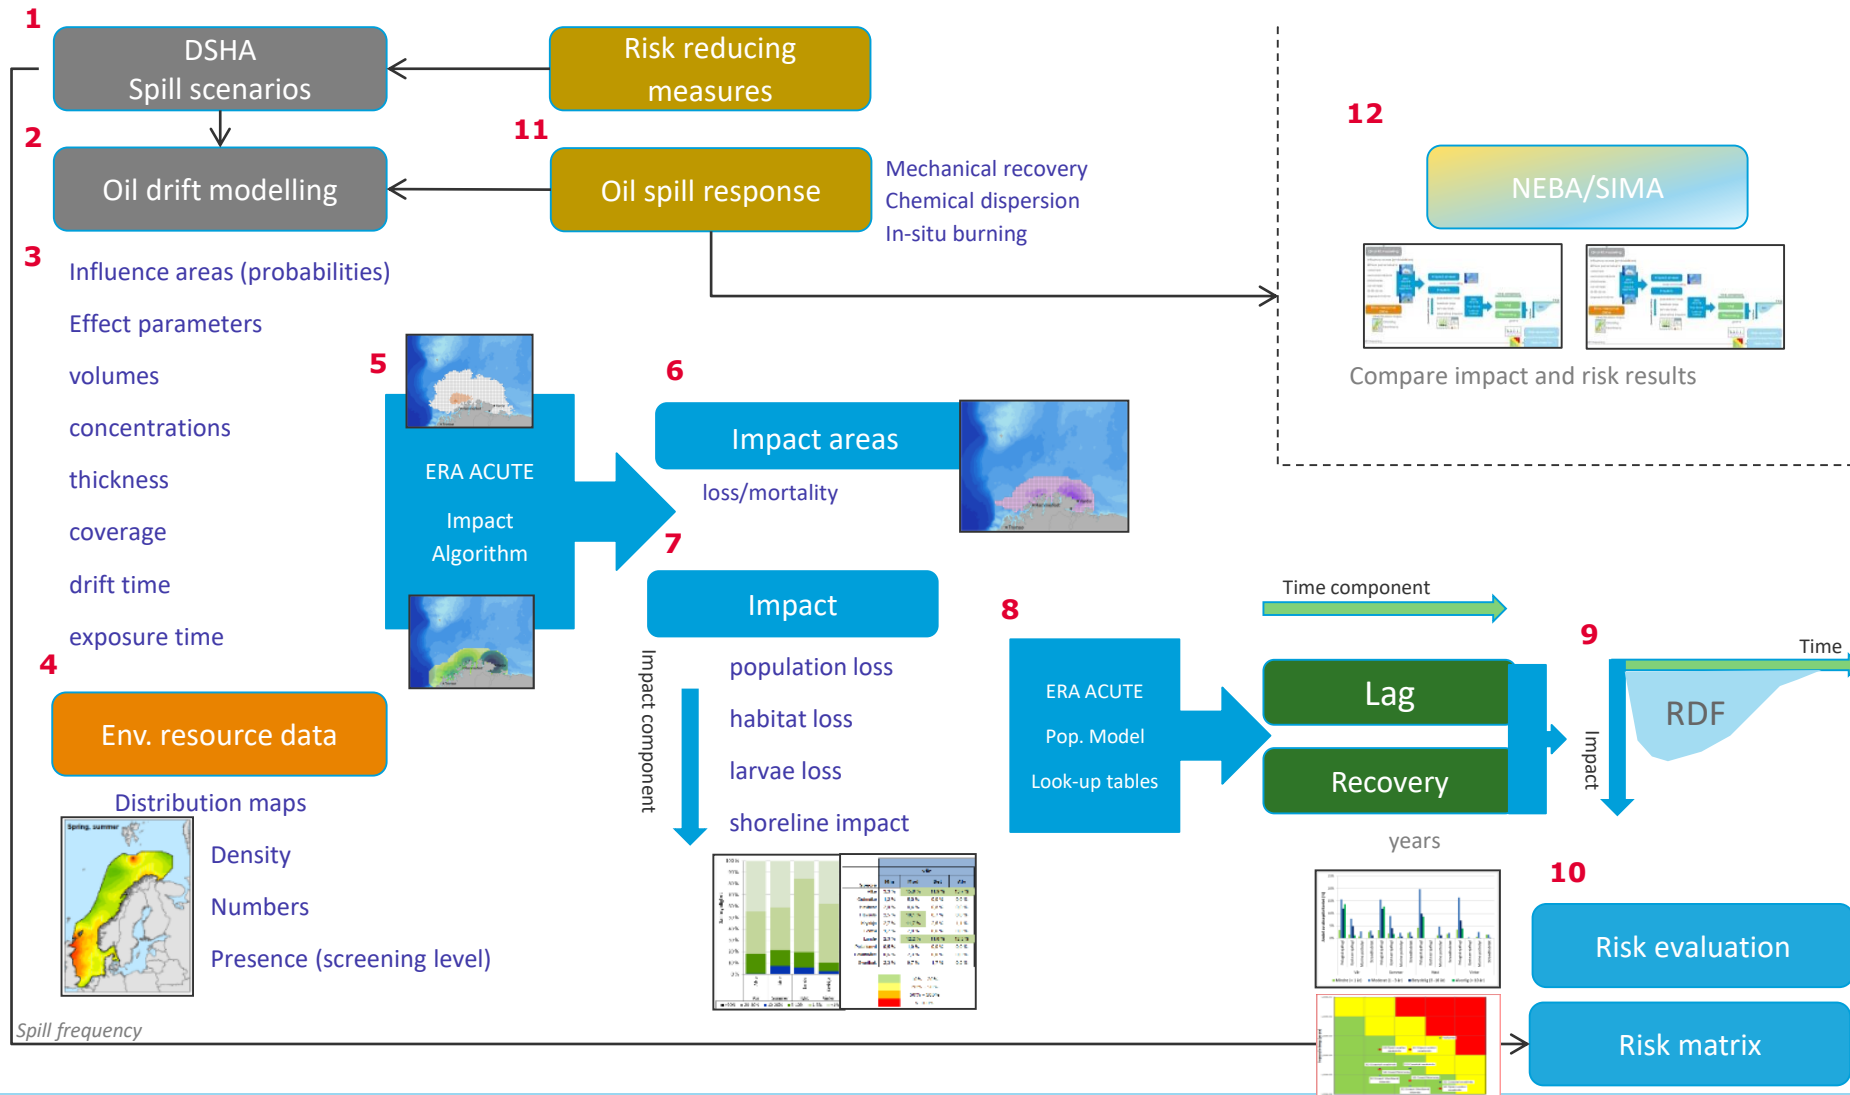 1
DSHA
Spill scenarios
Risk reducing
measures
2
Oil drift modelling
11
Oil spill response
Mechanical recovery
Chemical dispersion
In-situ burning
12
NEBA/SIMA
Compare impact and risk results
3
Influence areas (probabilities)
Effect parameters
volumes
concentrations
thickness
coverage
drift time
exposure time
4
Env. resource data
Distribution maps
Spring, summer
Density
Numbers
Presence (screening level)
5
ERA ACUTE
Impact
Algorithm
6
Impact areas
loss/mortality
7
Impact
Impact component
population loss
habitat loss
larvae loss
shoreline impact
8
ERA ACUTE
Pop. Model
Look-up tables
Time component
Lag
Recovery
years
9
Time
Impact
RDF
10
Risk evaluation
Risk matrix
Spill frequency